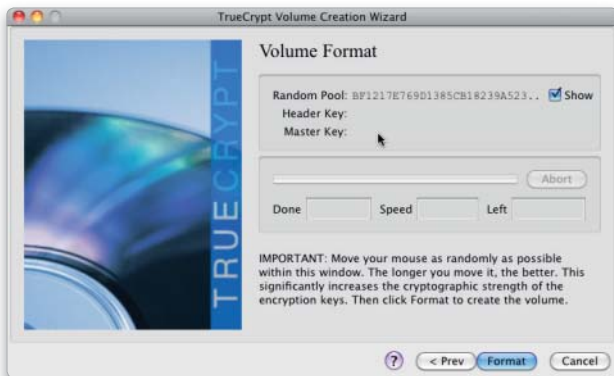 TrueCrypt Volume Creation Wizard
TRUECRYPT
Volume Format
Random Pool: BF1217E769D1385CB18239A523.. Show
Header Key:
Master Key:
Abort
Done Speed Left
IMPORTANT: Move your mouse as randomly as possible
within this window. The longer you move it, the better. This
significantly increases the cryptographic strength of the
encryption keys. Then click Format to create the volume.
? < Prev Format Cancel